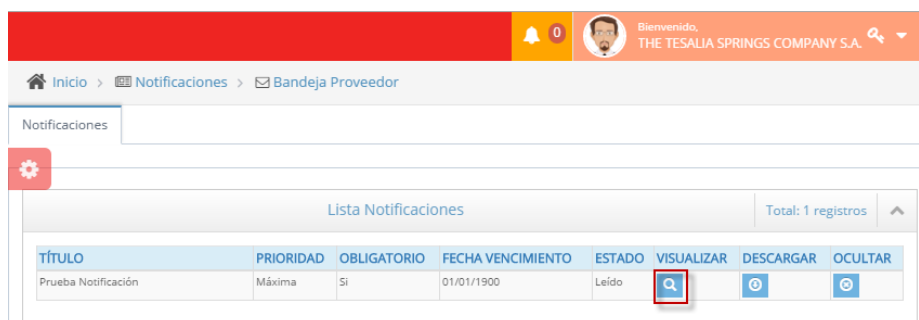 0
Bienvenido,
THE TESALIA SPRINGS COMPANY S.A.
Inicio > Notificaciones > Bandeja Proveedor
Notificaciones
Lista Notificaciones Total: 1 registros
TÍTULO PRIORIDAD OBLIGATORIO FECHA VENCIMIENTO ESTADO VISUALIZAR DESCARGAR OCULTAR
Prueba Notificación Máxima Si 01/01/1900 Leído